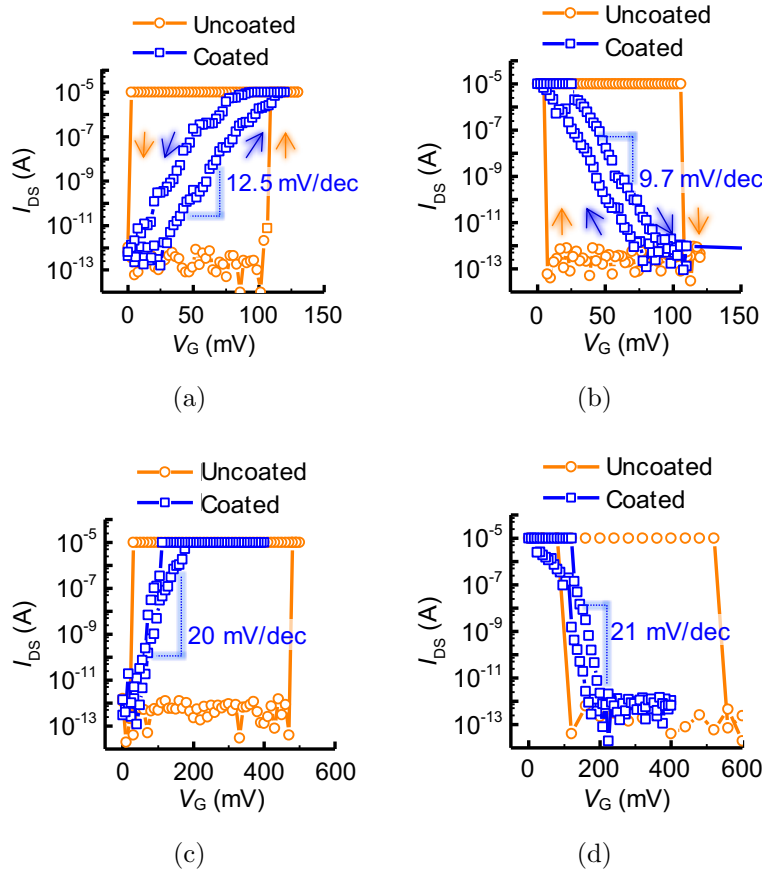 Uncoated
Coated
10⁻⁵
10⁻⁷
10⁻⁹
10⁻¹¹
10⁻¹³
I_DS (A)
12.5 mV/dec
0 50 100 150
V_G (mV)
(a)
Uncoated
Coated
10⁻⁵
10⁻⁷
10⁻⁹
10⁻¹¹
10⁻¹³
I_DS (A)
9.7 mV/dec
0 50 100 150
V_G (mV)
(b)
Uncoated
Coated
10⁻⁵
10⁻⁷
10⁻⁹
10⁻¹¹
10⁻¹³
I_DS (A)
20 mV/dec
0 200 400 600
V_G (mV)
(c)
Uncoated
Coated
10⁻⁵
10⁻⁷
10⁻⁹
10⁻¹¹
10⁻¹³
I_DS (A)
21 mV/dec
0 200 400 600
V_G (mV)
(d)